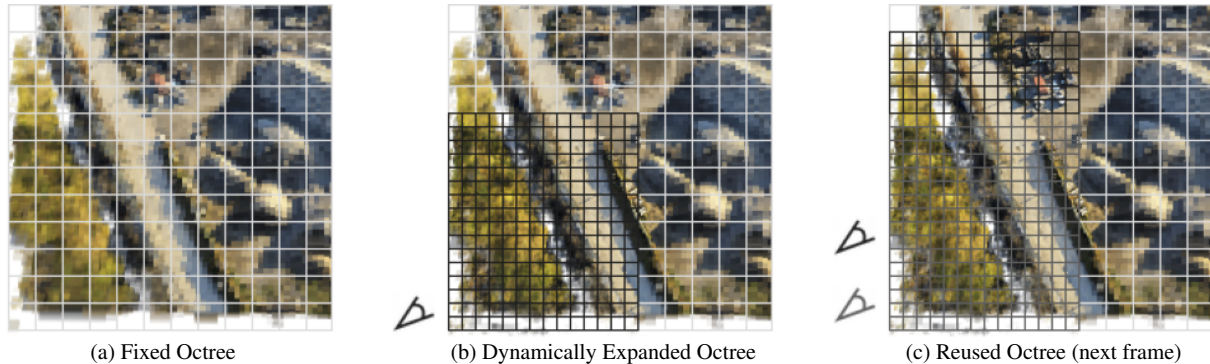 (a) Fixed Octree
(b) Dynamically Expanded Octree
(c) Reused Octree (next frame)